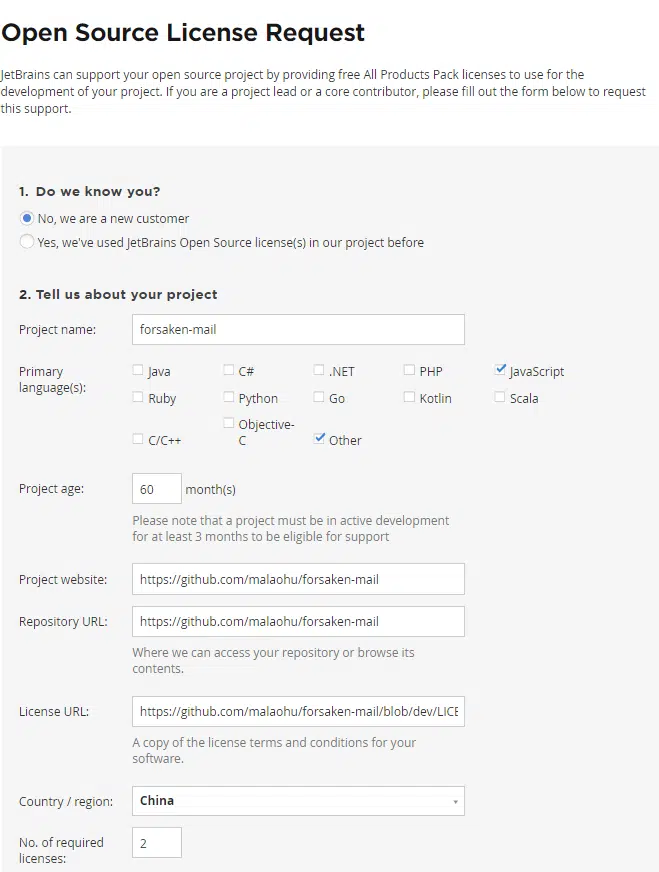 Open Source License Request
JetBrains can support your open source project by providing free All Products Pack licenses to use for the
development of your project. If you are a project lead or a core contributor, please fill out the form below to request
this support.
1. Do we know you?
No, we are a new customer
Yes, we've used JetBrains Open Source license(s) in our project before
2. Tell us about your project
Project name: forsaken-mail
Primary
language(s):
Java C# .NET PHP JavaScript
Ruby Python Go Kotlin Scala
C/C++ Objective-
C Other
Project age: 60 month(s)
Please note that a project must be in active development
for at least 3 months to be eligible for support
Project website: https://github.com/malaohu/forsaken-mail
Repository URL: https://github.com/malaohu/forsaken-mail
Where we can access your repository or browse its
contents.
License URL: https://github.com/malaohu/forsaken-mail/blob/dev/LICE
A copy of the license terms and conditions for your
software.
Country / region: China
No. of required
licenses: 2